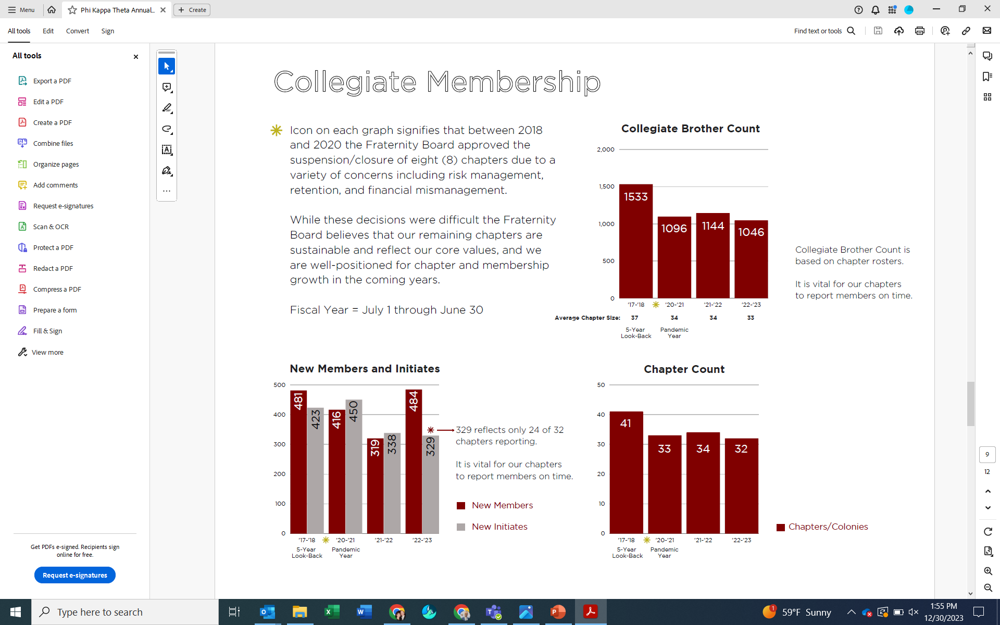 Menu
Phi Kappa Theta Annual...
Create
All tools
Edit
Convert
Sign
Find text or tools
All tools
Export a PDF
Edit a PDF
Create a PDF
Combine files
Organize pages
Add comments
Request e-signatures
Scan & OCR
Protect a PDF
Redact a PDF
Compress a PDF
Prepare a form
Fill & Sign
View more
Get PDFs e-signed. Recipients sign
online for free.
Request e-signatures
Collegiate Membership
Icon on each graph signifies that between 2018
and 2020 the Fraternity Board approved the
suspension/closure of eight (8) chapters due to a
variety of concerns including risk management,
retention, and financial mismanagement.
While these decisions were difficult the Fraternity
Board believes that our remaining chapters are
sustainable and reflect our core values, and we
are well-positioned for chapter and membership
growth in the coming years.
Fiscal Year = July 1 through June 30
Collegiate Brother Count
2,000
1,500
1,000
500
0
1533
1096
1144
1046
'17-'18
'20-'21
'21-'22
'22-'23
Average Chapter Size: 37 34 34 33
5-Year
Look-Back
Pandemic
Year
Collegiate Brother Count is
based on chapter rosters.
It is vital for our chapters
to report members on time.
New Members and Initiates
500
400
300
200
100
0
481
423
416
450
319
338
484
329
'17-'18
'20-'21
'21-'22
'22-'23
5-Year
Look-Back
Pandemic
Year
329 reflects only 24 of 32
chapters reporting.
It is vital for our chapters
to report members on time.
New Members
New Initiates
Chapter Count
50
40
30
20
10
0
41
33
34
32
'17-'18
'20-'21
'21-'22
'22-'23
5-Year
Look-Back
Pandemic
Year
Chapters/Colonies
9
12
Type here to search
1
59°F Sunny
1:55 PM
12/30/2023